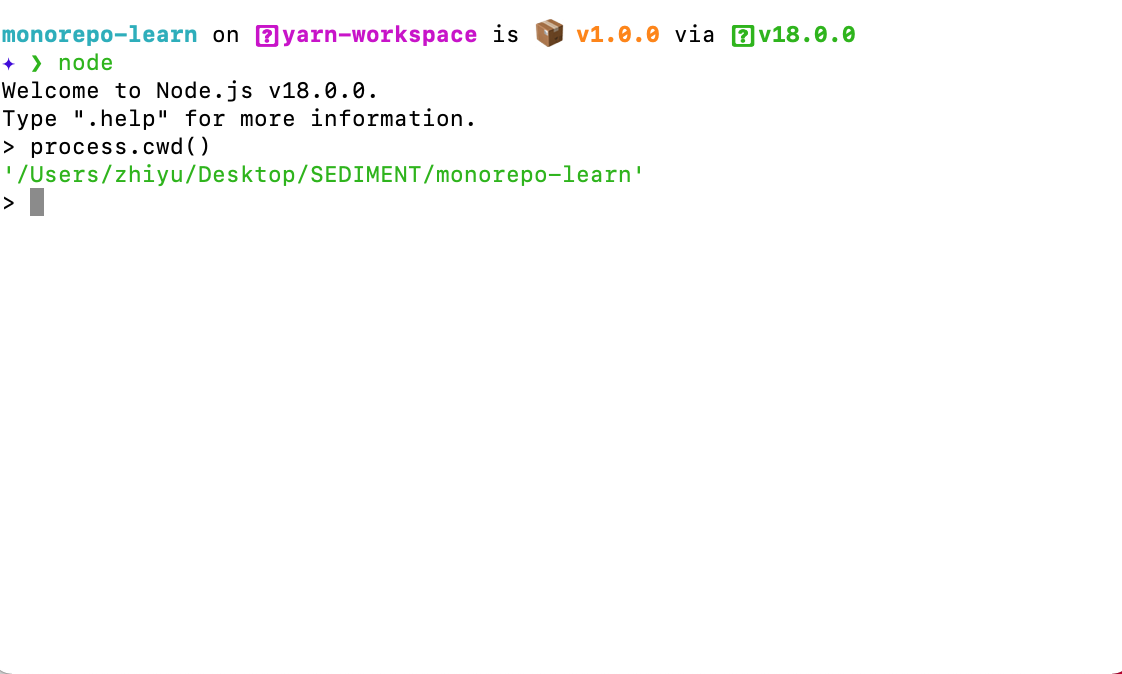 monorepo-learn on [?]yarn-workspace is 📦 v1.0.0 via [?]v18.0.0
✦ ❯ node
Welcome to Node.js v18.0.0.
Type ".help" for more information.
> process.cwd()
'/Users/zhiyu/Desktop/SEDIMENT/monorepo-learn'
>